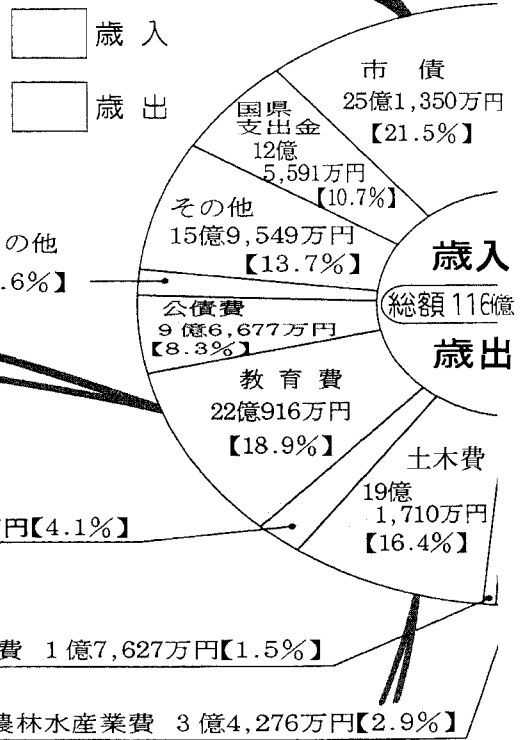 歳入
歳出
市債
25億1,350万円
【21.5%】
国県
支出金
12億
5,591万円
【10.7%】
その他
15億9,549万円
【13.7%】
の他
.6%】
歳入
総額116億
歳出
公債費
9億6,677万円
【8.3%】
教育費
22億916万円
【18.9%】
土木費
19億
1,710万円
【16.4%】
円【4.1%】
費 1億7,627万円【1.5%】
農林水産業費 3億4,276万円【2.9%】